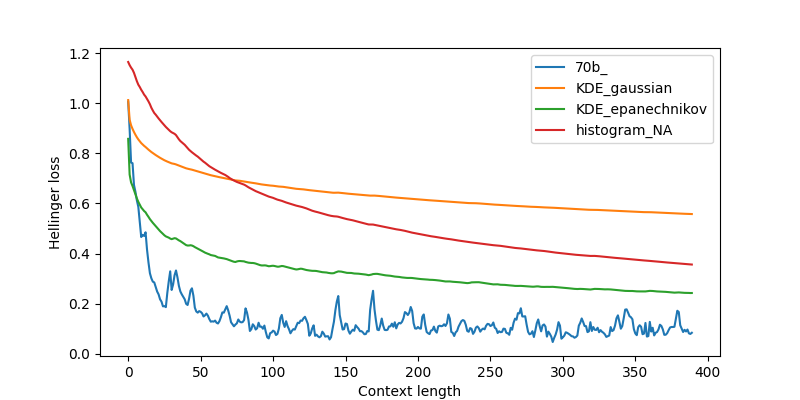 1.2
1.0
0.8
0.6
0.4
0.2
0.0
Hellinger loss
0 50 100 150 200 250 300 350 400
Context length
70b_
KDE_gaussian
KDE_epanechnikov
histogram_NA